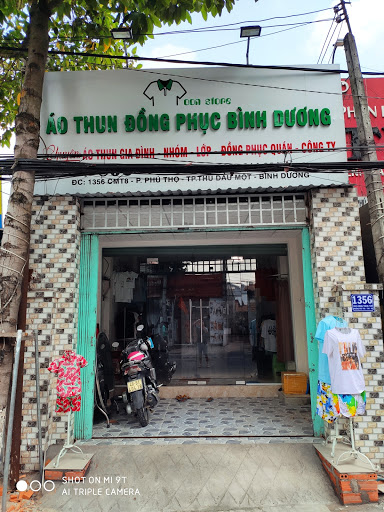 DON STORE
ÁO THUN ĐỒNG PHỤC BÌNH DƯƠNG
Chuyên ÁO THUN GIA ĐÌNH - NHÓM - LỚP - ĐỒNG PHỤC QUÁN - CÔNG TY
ĐC: 1356 CMT8 - P. PHÚ THỌ - TP.THỦ DẦU MỘT - BÌNH DƯƠNG
1356
SHOT ON MI 9T
AI TRIPLE CAMERA